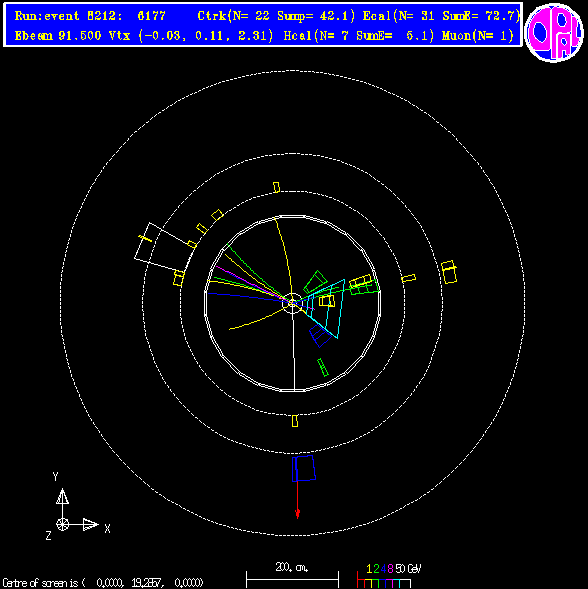 Run:event 8212: 6177 Ctrk(N= 22 Sump= 42.1) Ecal(N= 31 SumE= 72.7)
Ebeam 91.500 Vtx (-0.03, 0.11, 2.31) Hcal(N= 7 SumE= 5.1) Muon(N= 1)
OPAL
Y
X
Z
200. cm.
1 2 4 8 50 GeV
Centre of screen is ( 0.0000, 19.2857, 0.0000)